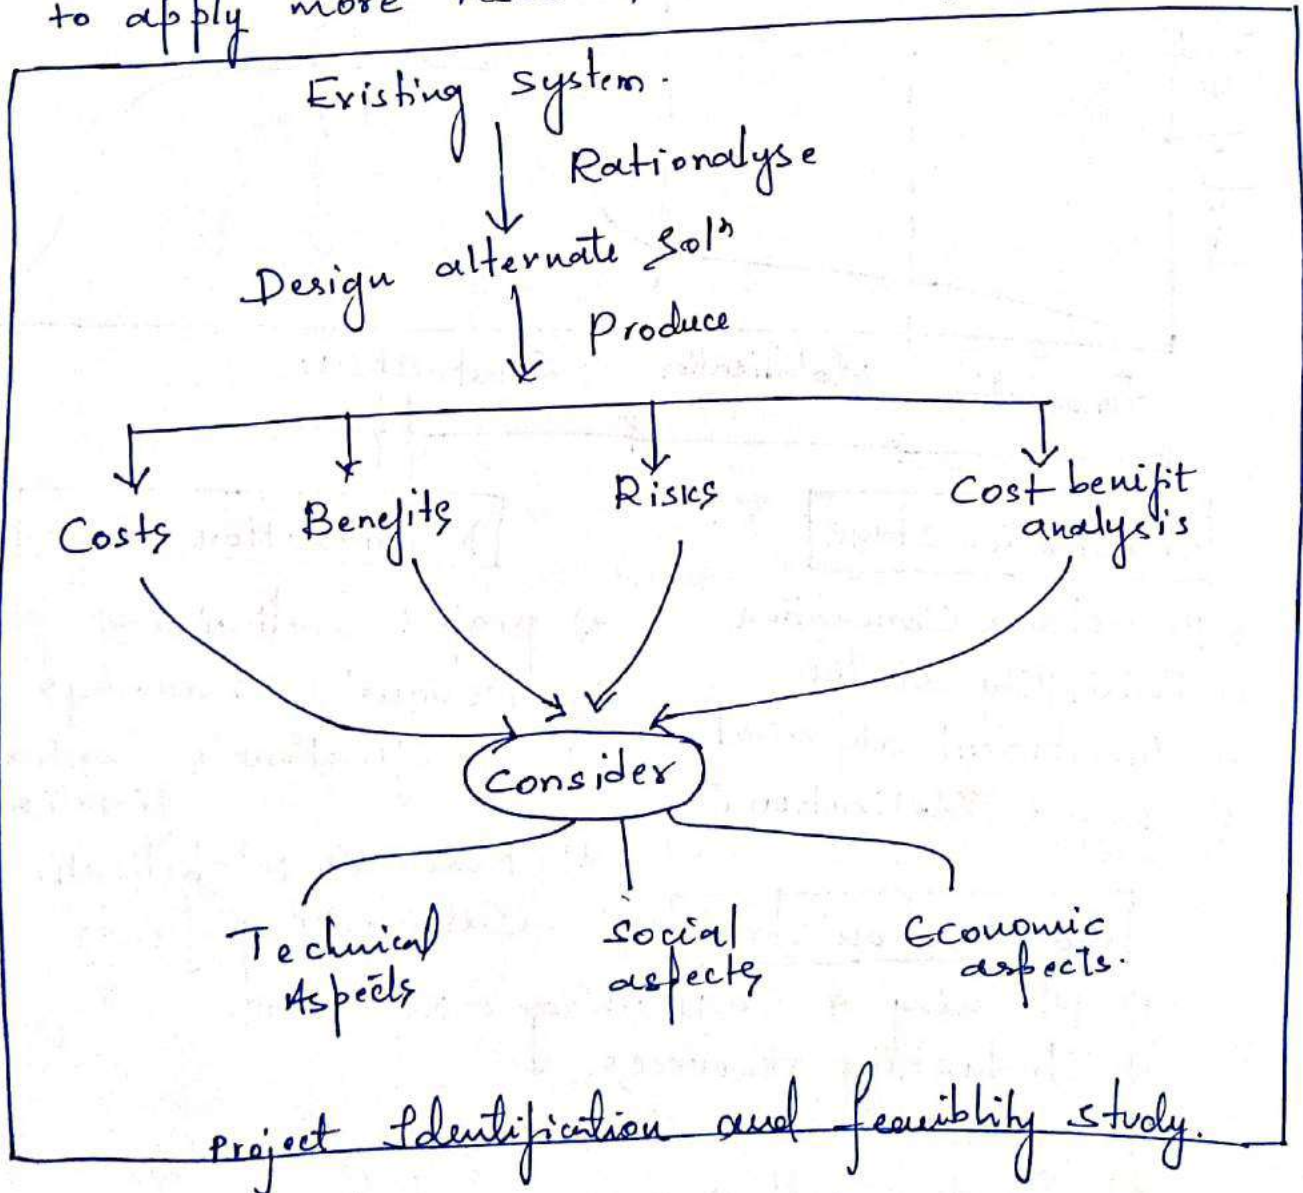 to apply more
Existing system.
Rationalyse
Design alternate Solⁿ
Produce
Costs
Benefits
Risks
Cost benifit
analysis
Consider
Technical
Aspects
Social
aspects
Economic
aspects.
Project Identification and feasiblity study.